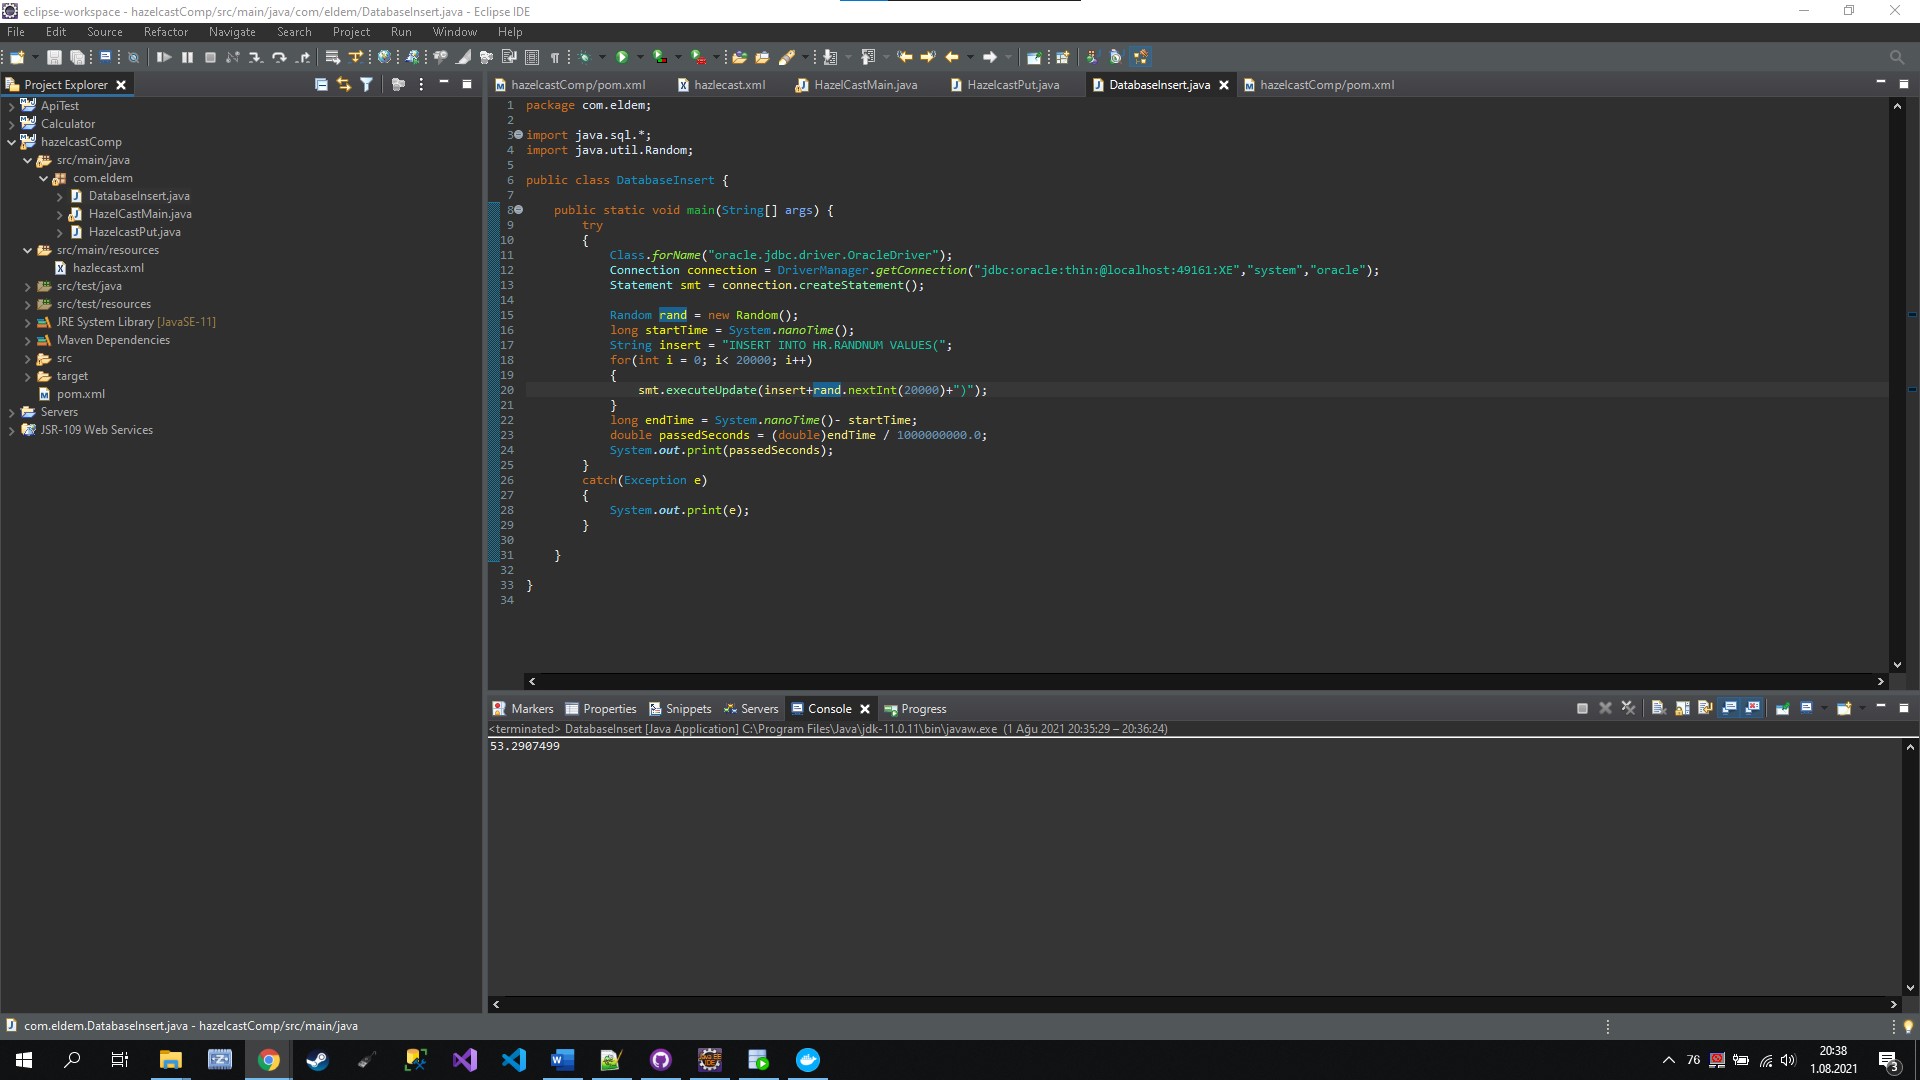 eclipse-workspace - hazelcastComp/src/main/java/com/eldem/DatabaseInsert.java - Eclipse IDE
File Edit Source Refactor Navigate Search Project Run Window Help
Project Explorer
ApiTest
Calculator
hazelcastComp
src/main/java
com.eldem
DatabaseInsert.java
HazelCastMain.java
HazelcastPut.java
src/main/resources
hazlecast.xml
src/test/java
src/test/resources
JRE System Library [JavaSE-11]
Maven Dependencies
src
target
pom.xml
Servers
JSR-109 Web Services
hazelcastComp/pom.xml hazlecast.xml HazelCastMain.java HazelcastPut.java DatabaseInsert.java hazelcastComp/pom.xml
1 package com.eldem;
2
3 import java.sql.*;
4 import java.util.Random;
5
6 public class DatabaseInsert {
7
8 public static void main(String[] args) {
9 try
10 {
11 Class.forName("oracle.jdbc.driver.OracleDriver");
12 Connection connection = DriverManager.getConnection("jdbc:oracle:thin:@localhost:49161:XE","system","oracle");
13 Statement smt = connection.createStatement();
14
15 Random rand = new Random();
16 long startTime = System.nanoTime();
17 String insert = "INSERT INTO HR.RANDNUM VALUES(";
18 for(int i = 0; i< 20000; i++)
19 {
20 smt.executeUpdate(insert+rand.nextInt(20000)+")");
21 }
22 long endTime = System.nanoTime()- startTime;
23 double passedSeconds = (double)endTime / 1000000000.0;
24 System.out.print(passedSeconds);
25 }
26 catch(Exception e)
27 {
28 System.out.print(e);
29 }
30
31 }
32
33 }
34
Markers Properties Snippets Servers Console Progress
<terminated> DatabaseInsert [Java Application] C:\Program Files\Java\jdk-11.0.11\bin\javaw.exe (1 Ağu 2021 20:35:29 – 20:36:24)
53.2907499
com.eldem.DatabaseInsert.java - hazelcastComp/src/main/java
76
20:38
1.08.2021
3